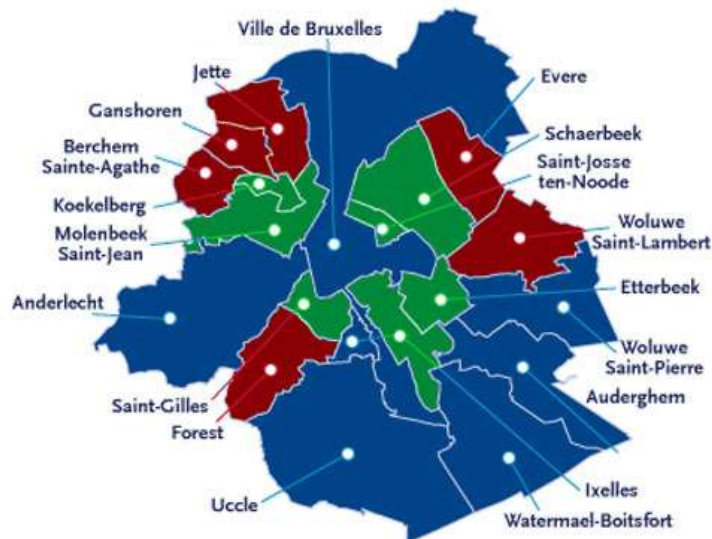 Ville de Bruxelles
Jette
Evere
Ganshoren
Schaerbeek
Berchem
Sainte-Agathe
Saint-Josse
ten-Noode
Koekelberg
Molenbeek
Saint-Jean
Woluwe
Saint-Lambert
Anderlecht
Etterbeek
Woluwe
Saint-Pierre
Auderghem
Saint-Gilles
Forest
Ixelles
Uccle
Watermael-Boitsfort